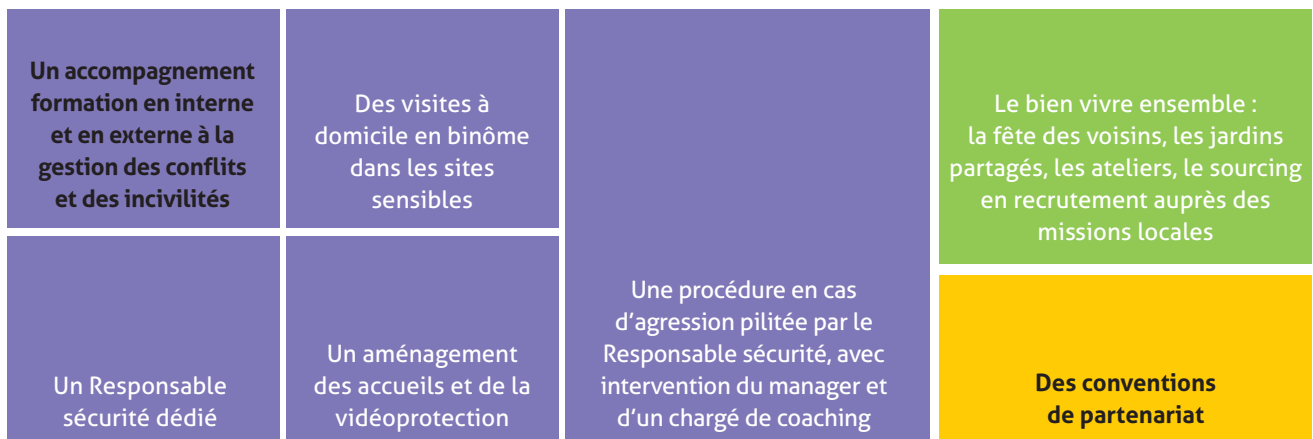 Un accompagnement
formation en interne
et en externe à la
gestion des conflits
et des incivilités
Des visites à
domicile en binôme
dans les sites
sensibles
Un Responsable
sécurité dédié
Un aménagement
des accueils et de la
vidéoprotection
Une procédure en cas
d'agression pilitée par le
Responsable sécurité, avec
intervention du manager et
d'un chargé de coaching
Le bien vivre ensemble :
la fête des voisins, les jardins
partagés, les ateliers, le sourcing
en recrutement auprès des
missions locales
Des conventions
de partenariat